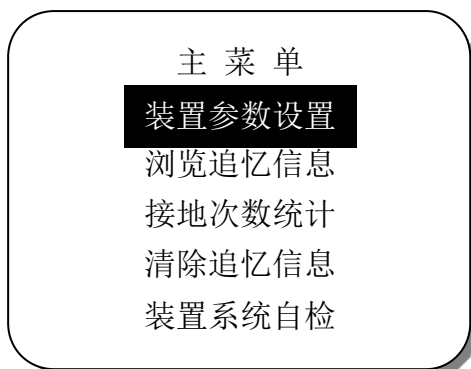 主 菜 单
装置参数设置
浏览追忆信息
接地次数统计
清除追忆信息
装置系统自检